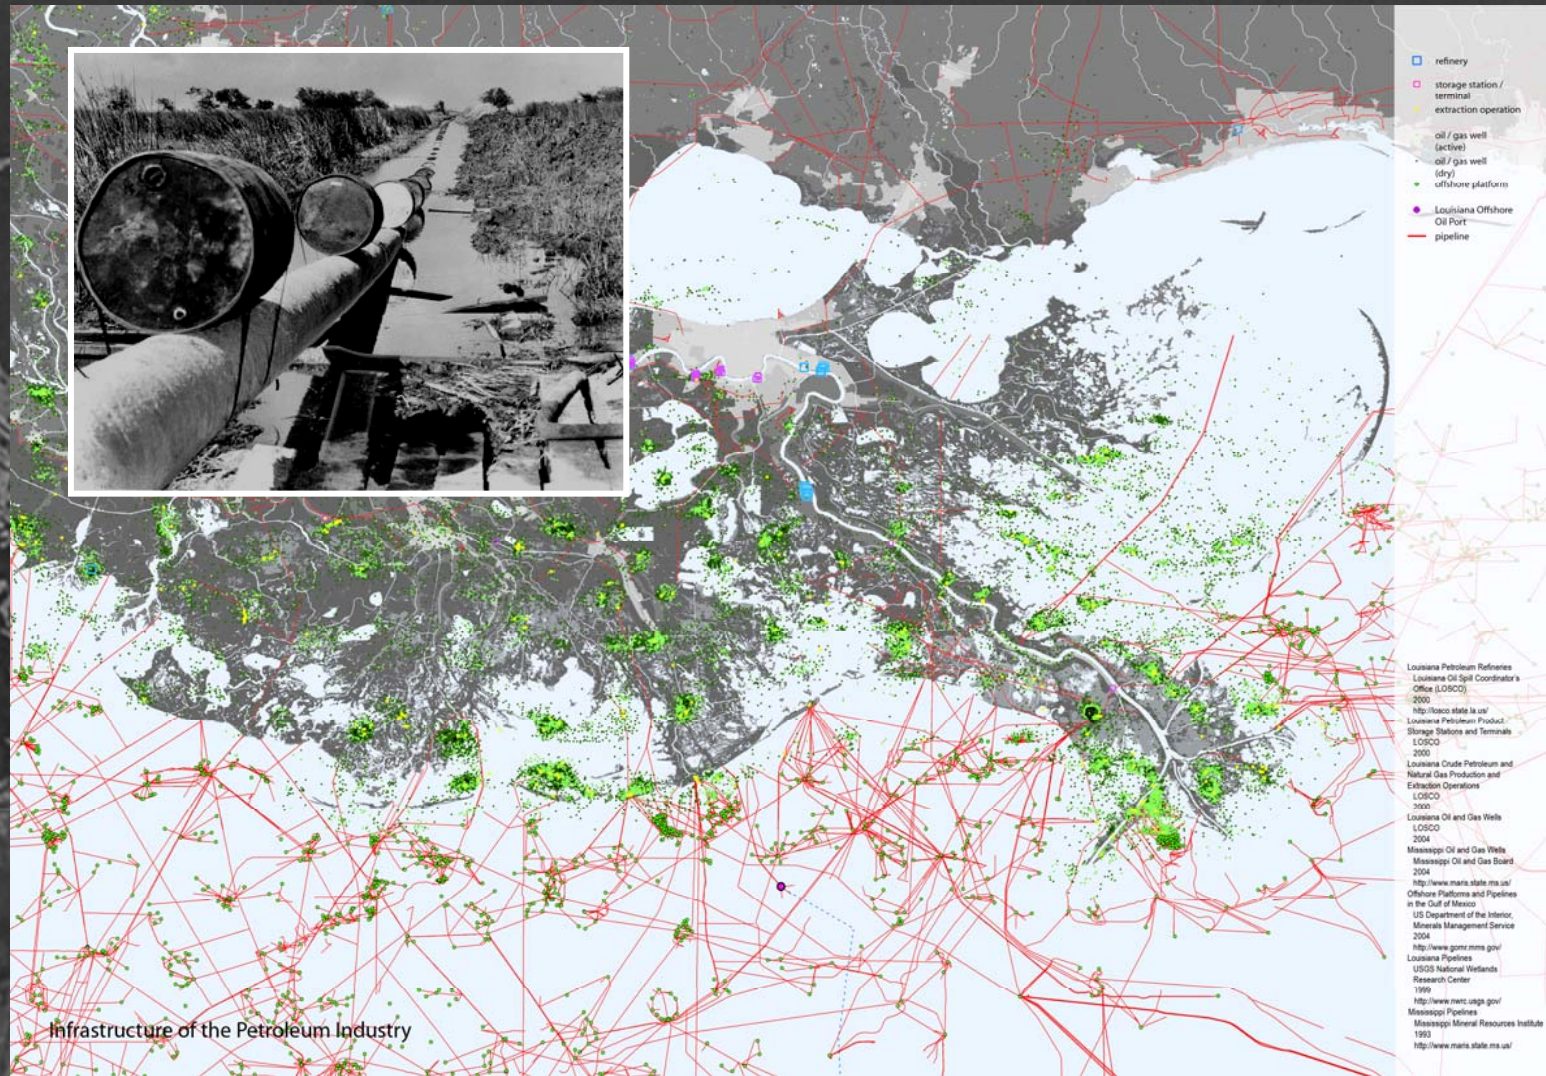 refinery
storage station /
terminal
extraction operation
oil / gas well
(active)
oil / gas well
(dry)
offshore platform
Louisiana Offshore
Oil Port
pipeline
Louisiana Petroleum Refineries
Louisiana Oil Spill Coordinator's
Office (LOSCO)
2000
http://losco.state.la.us/
Louisiana Petroleum Product
Storage Stations and Terminals
LOSCO
2000
Louisiana Crude Petroleum and
Natural Gas Production and
Extraction Operations
LOSCO
2000
Louisiana Oil and Gas Wells
LOSCO
2004
Mississippi Oil and Gas Wells
Mississippi Oil and Gas Board
2004
http://www.maris.state.ms.us/
Offshore Platforms and Pipelines
in the Gulf of Mexico
US Department of the Interior,
Minerals Management Service
2004
http://www.gomr.mms.gov/
Louisiana Pipelines
USGS National Wetlands
Research Center
1999
http://www.nwrc.usgs.gov/
Mississippi Pipelines
Mississippi Mineral Resources Institute
1993
http://www.maris.state.ms.us/
Infrastructure of the Petroleum Industry